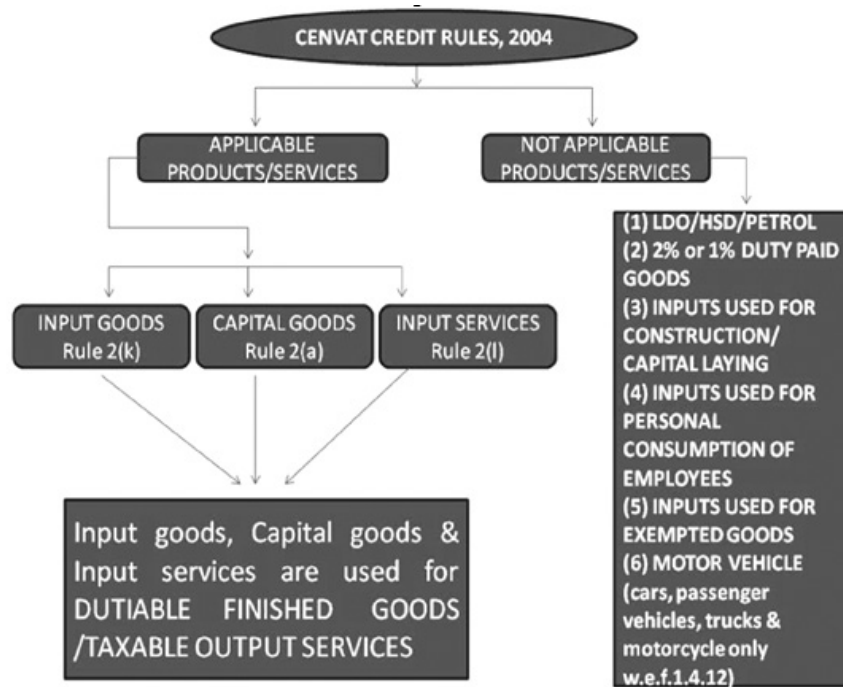 CENVAT CREDIT RULES, 2004
APPLICABLE
PRODUCTS/SERVICES
NOT APPLICABLE
PRODUCTS/SERVICES
INPUT GOODS
Rule 2(k)
CAPITAL GOODS
Rule 2(a)
INPUT SERVICES
Rule 2(l)
Input goods, Capital goods &
Input services are used for
DUTIABLE FINISHED GOODS
/TAXABLE OUTPUT SERVICES
(1) LDO/HSD/PETROL
(2) 2% or 1% DUTY PAID
GOODS
(3) INPUTS USED FOR
CONSTRUCTION/
CAPITAL LAYING
(4) INPUTS USED FOR
PERSONAL
CONSUMPTION OF
EMPLOYEES
(5) INPUTS USED FOR
EXEMPTED GOODS
(6) MOTOR VEHICLE
(cars, passenger
vehicles, trucks &
motorcycle only
w.e.f.1.4.12)